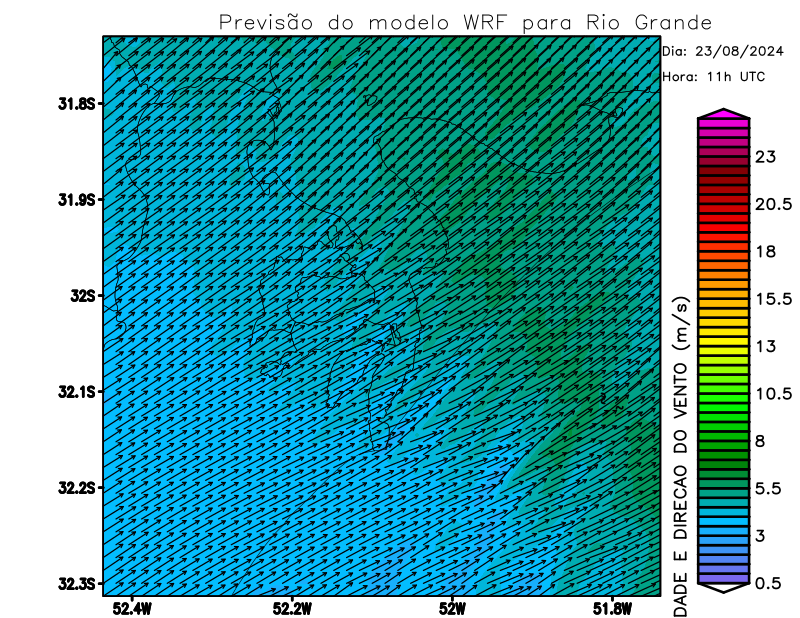 Previsão do modelo WRF para Rio Grande
Dia: 23/08/2024
Hora: 11h UTC
31.8S
31.9S
32S
32.1S
32.2S
32.3S
52.4W
52.2W
52W
51.8W
DADE E DIRECAO DO VENTO (m/s)
23
20.5
18
15.5
13
10.5
8
5.5
3
0.5